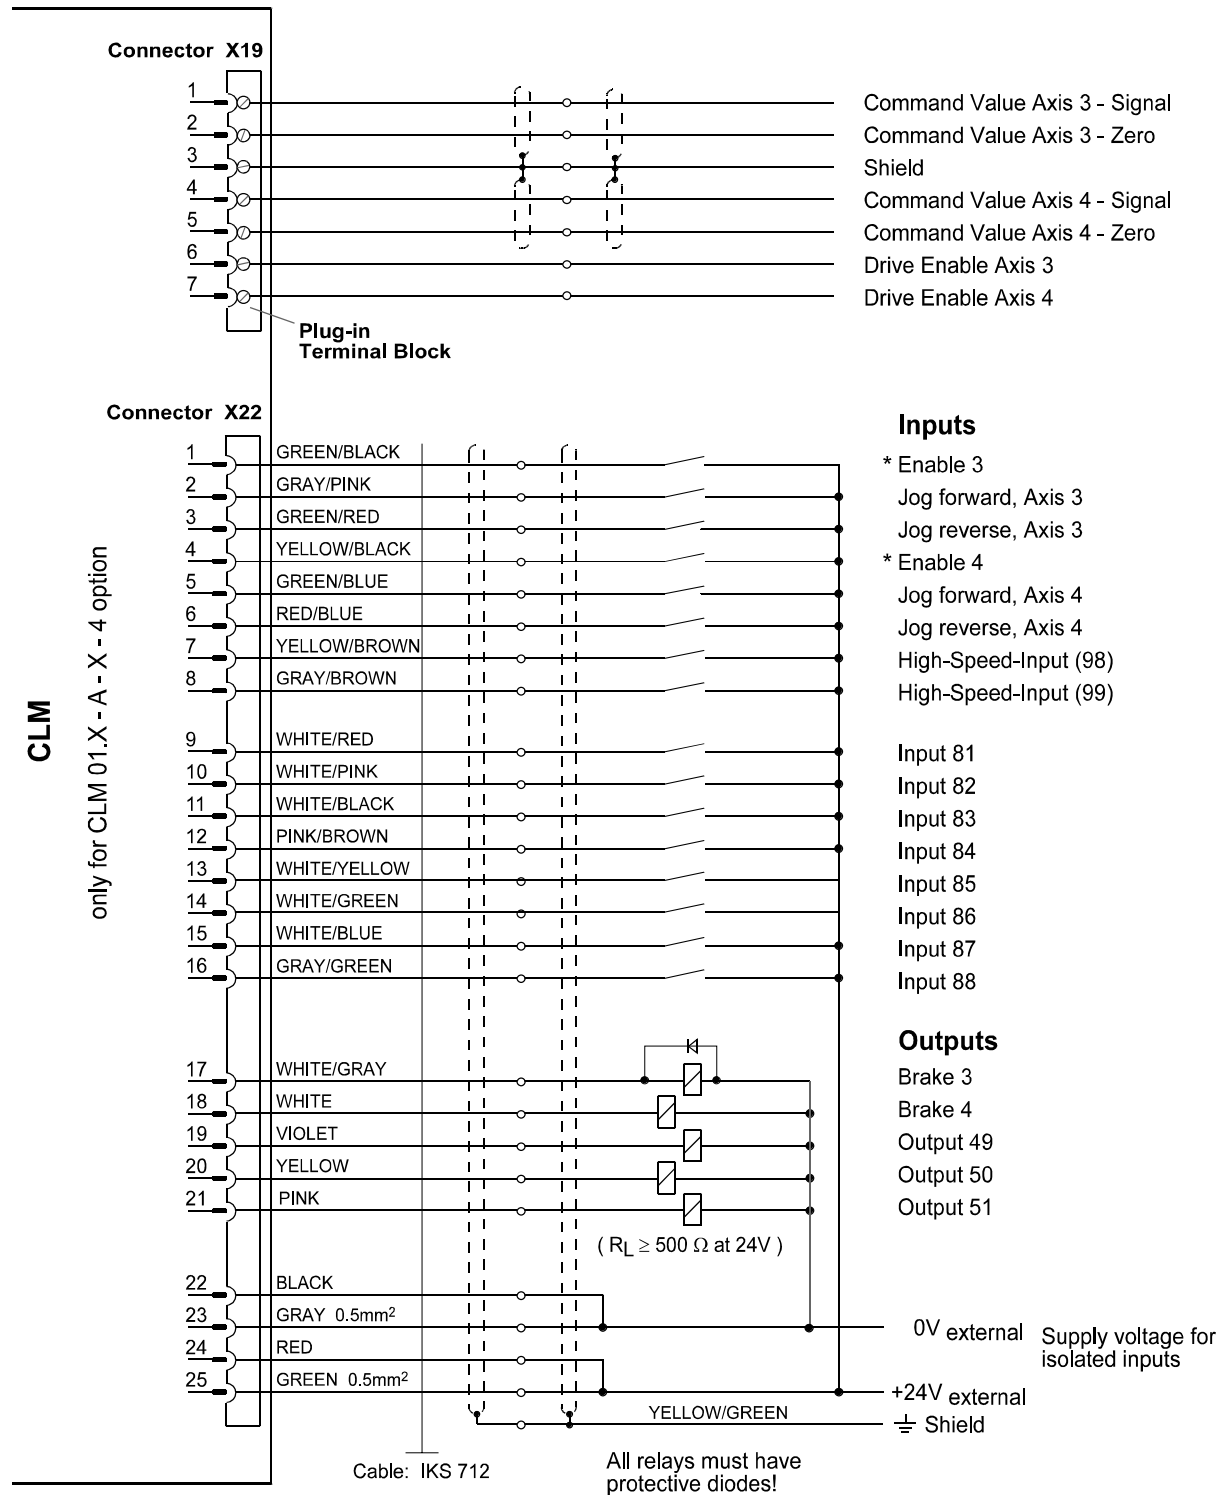 Connector X19
1
Command Value Axis 3 - Signal
2
Command Value Axis 3 - Zero
3
Shield
4
Command Value Axis 4 - Signal
5
Command Value Axis 4 - Zero
6
Drive Enable Axis 3
7
Drive Enable Axis 4
Plug-in
Terminal Block
Connector X22
Inputs
1 GREEN/BLACK * Enable 3
2 GRAY/PINK Jog forward, Axis 3
3 GREEN/RED Jog reverse, Axis 3
4 YELLOW/BLACK * Enable 4
5 GREEN/BLUE Jog forward, Axis 4
6 RED/BLUE Jog reverse, Axis 4
7 YELLOW/BROWN High-Speed-Input (98)
8 GRAY/BROWN High-Speed-Input (99)
CLM
only for CLM 01.X - A - X - 4 option
9 WHITE/RED Input 81
10 WHITE/PINK Input 82
11 WHITE/BLACK Input 83
12 PINK/BROWN Input 84
13 WHITE/YELLOW Input 85
14 WHITE/GREEN Input 86
15 WHITE/BLUE Input 87
16 GRAY/GREEN Input 88
Outputs
17 WHITE/GRAY Brake 3
18 WHITE Brake 4
19 VIOLET Output 49
20 YELLOW Output 50
21 PINK Output 51
( RL ≥ 500 Ω at 24V )
22 BLACK
23 GRAY 0.5mm² 0V external
Supply voltage for
isolated inputs
24 RED
25 GREEN 0.5mm² +24V external
YELLOW/GREEN Shield
Cable: IKS 712
All relays must have
protective diodes!